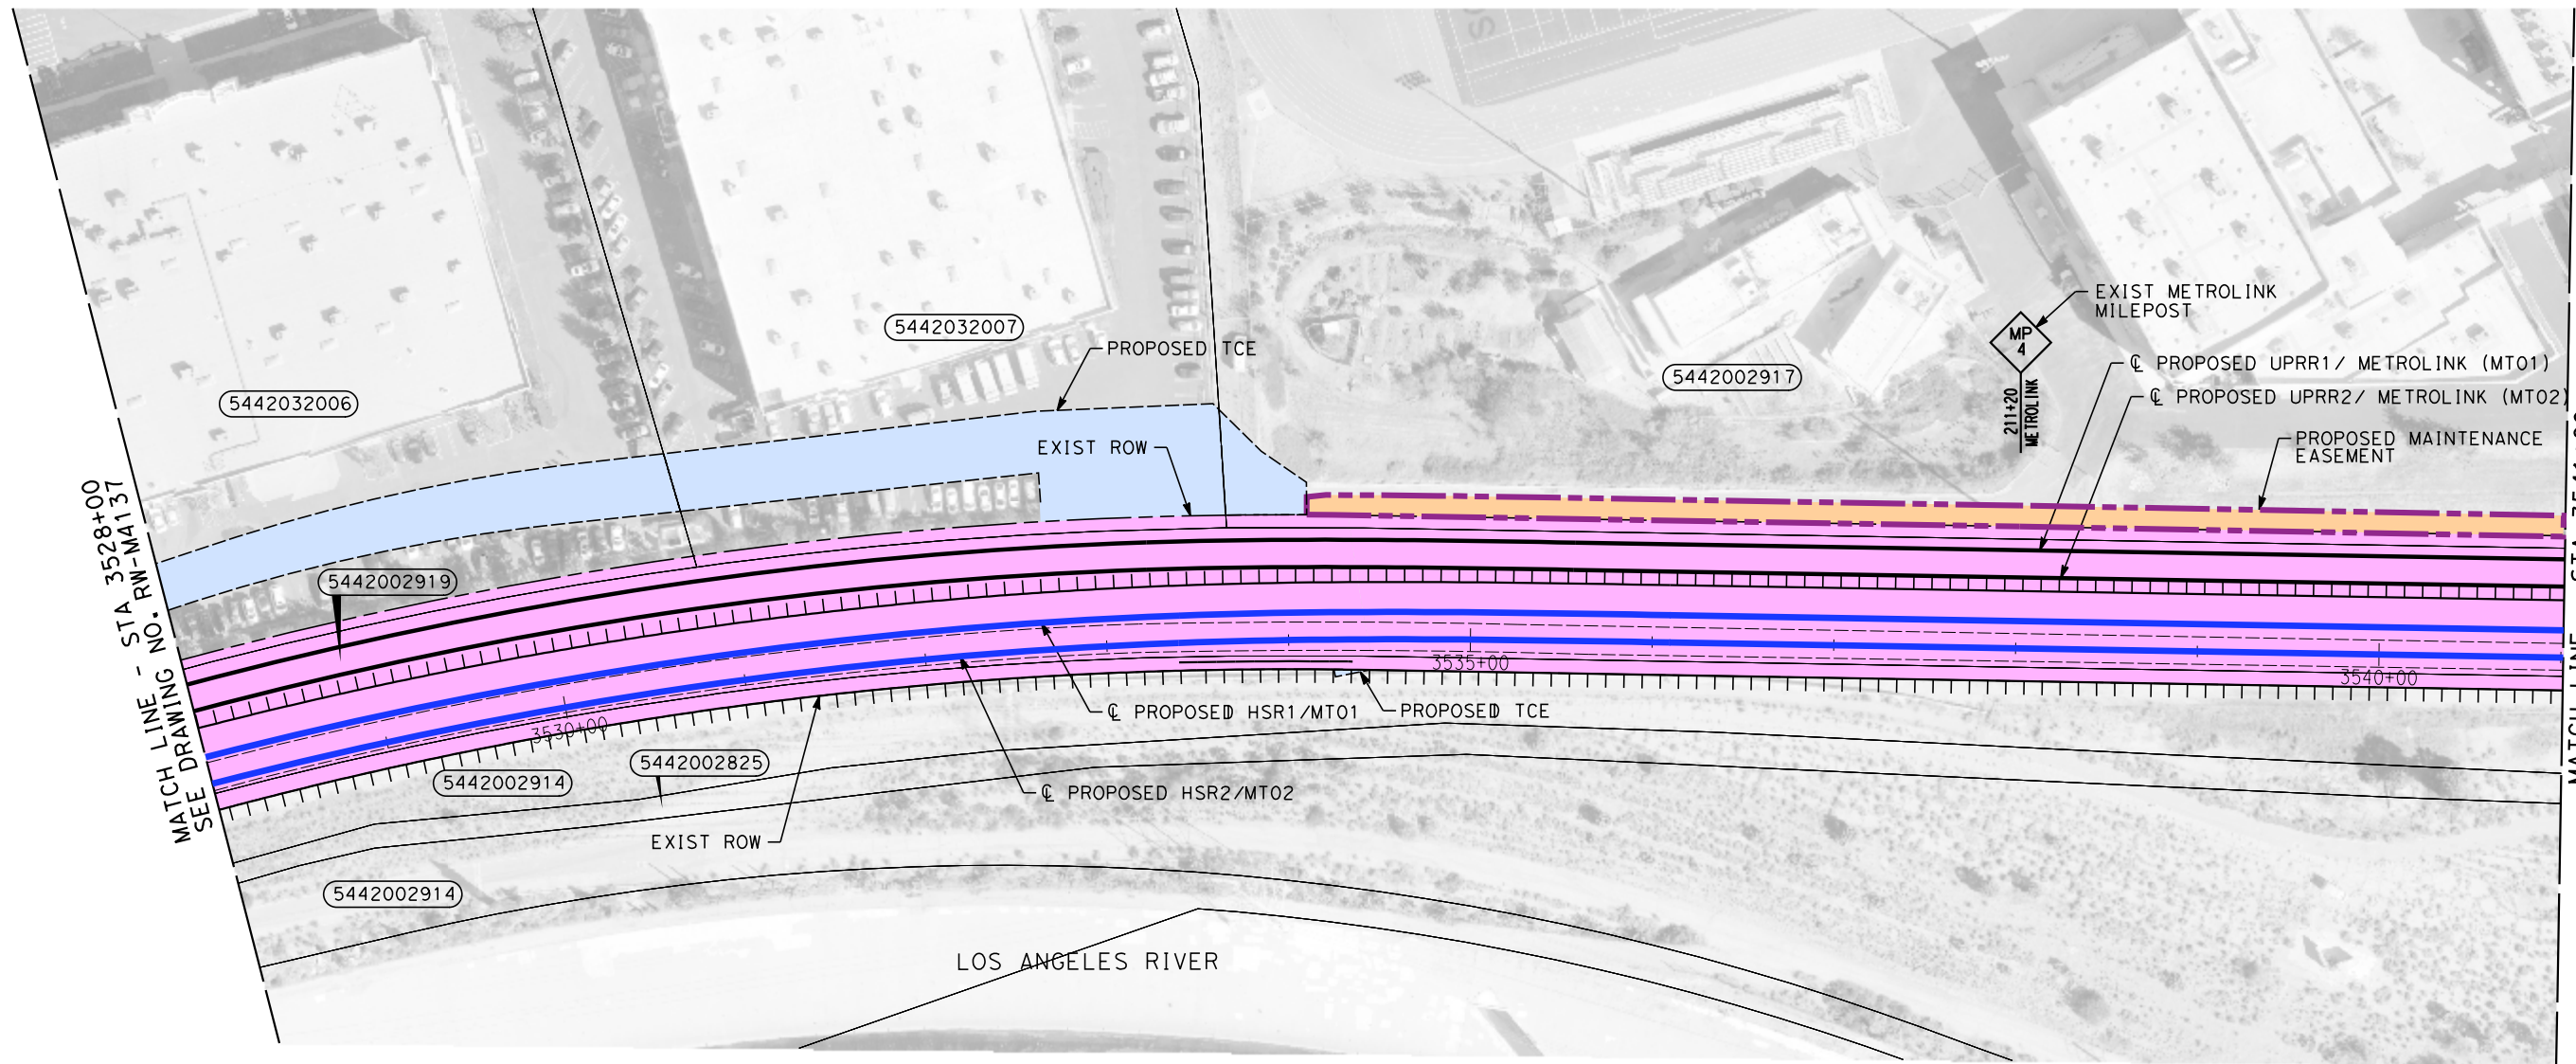 EXIST METROLINK
MILEPOST
MP
4
211+20
METROLINK
5442032007
PROPOSED TCE
5442032006
5442002917
℄ PROPOSED UPRR1/ METROLINK (MT01)
℄ PROPOSED UPRR2/ METROLINK (MT02)
EXIST ROW
PROPOSED MAINTENANCE
EASEMENT
MATCH LINE - STA 3528+00
SEE DRAWING NO. RW-M4137
5442002919
3535+00
3540+00
3530+00
℄ PROPOSED HSR1/MT01
PROPOSED TCE
5442002825
5442002914
℄ PROPOSED HSR2/MT02
EXIST ROW
5442002914
LOS ANGELES RIVER